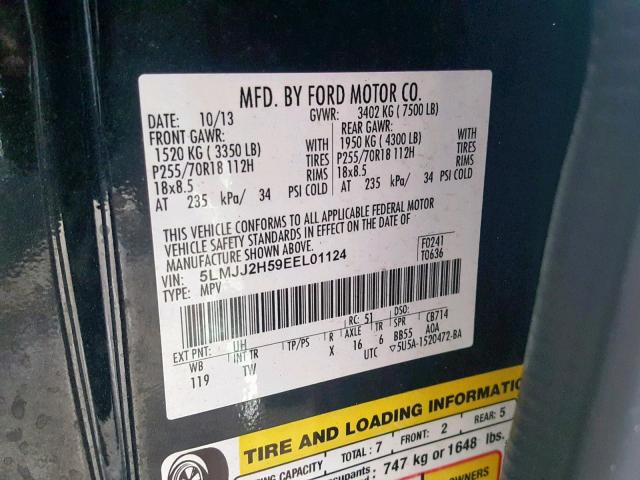 MFD. BY FORD MOTOR CO.
DATE: 10/13 GVWR: 3402 KG ( 7500 LB)
FRONT GAWR: WITH REAR GAWR: WITH
1520 KG ( 3350 LB) TIRES 1950 KG ( 4300 LB) TIRES
P255/70R18 112H RIMS P255/70R18 112H RIMS
18x8.5 18x8.5
AT 235 kPa/ 34 PSI COLD AT 235 kPa/ 34 PSI COLD
THIS VEHICLE CONFORMS TO ALL APPLICABLE FEDERAL MOTOR
VEHICLE SAFETY STANDARDS IN EFFECT ON THE DATE OF
MANUFACTURE SHOWN ABOVE.
VIN: 5LMJJ2H59EEL01124 F0241
TYPE: MPV T0636
EXT PNT: UH RC: 51 DSO:
WB INT TR TP/PS R AXLE TR SPR CB714
119 TW X 16 6 BB55 AOA
UTC 5U5A-1520472-BA
TIRE AND LOADING INFORMATION
SEATING CAPACITY TOTAL: 7 FRONT: 2 REAR: 5
747 kg or 1648 lbs.
OWNERS